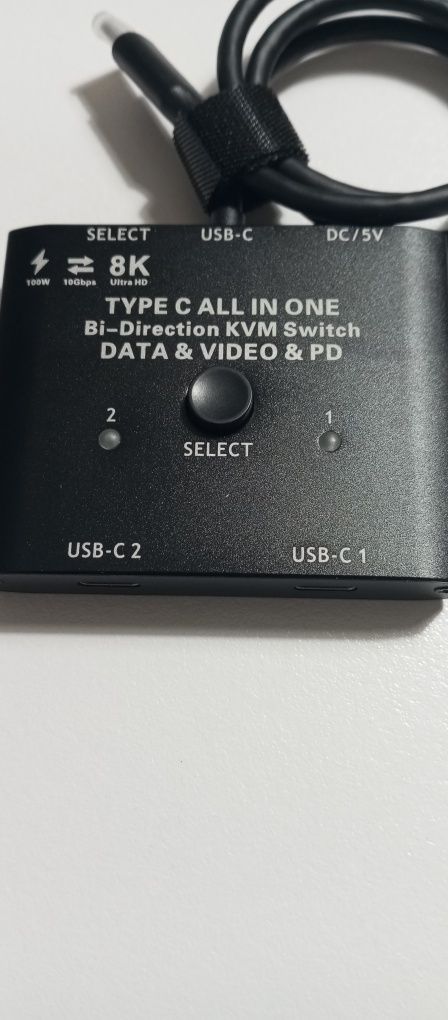 SELECT USB-C DC/5V
8K
100W 10Gbps Ultra HD
TYPE C ALL IN ONE
Bi-Direction KVM Switch
DATA & VIDEO & PD
2 1
SELECT
USB-C 2 USB-C 1